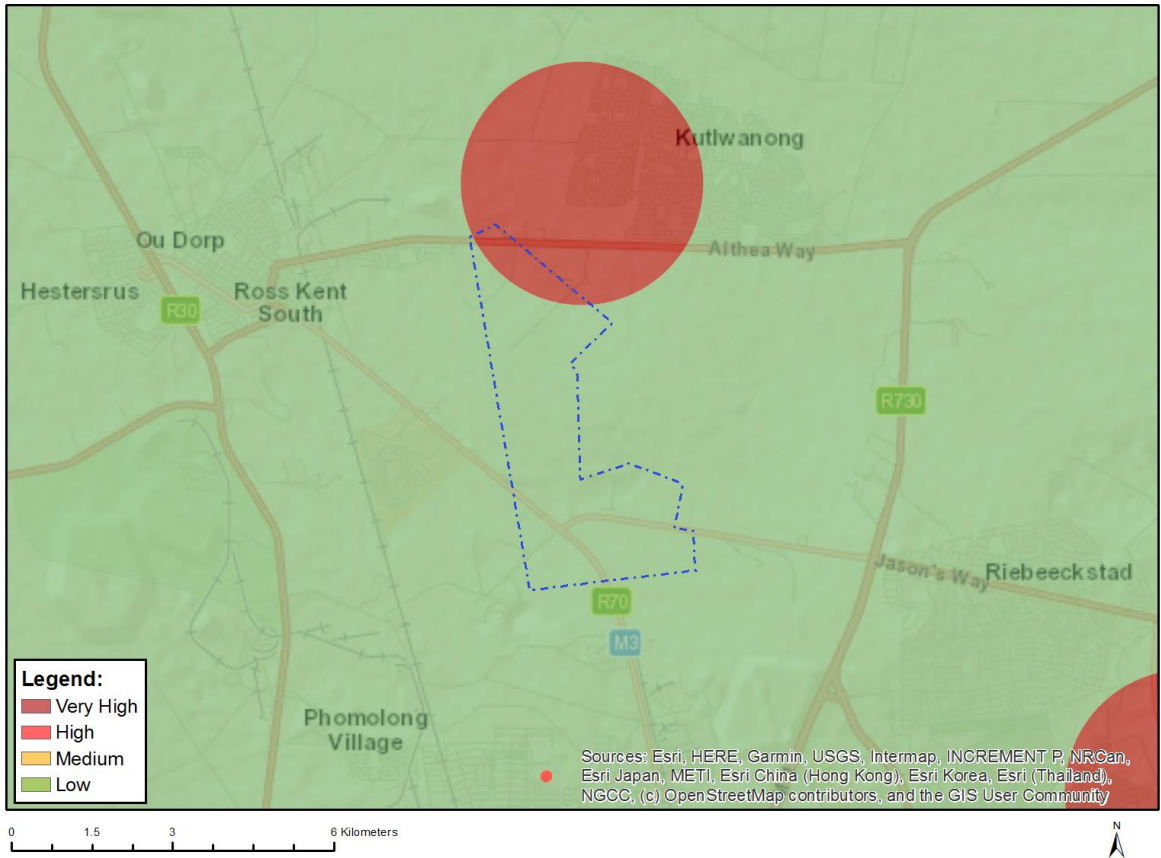 Kutlwanong
Ou Dorp
Althea Way
Hestersrus
Ross Kent
South
R30
R730
Jason's Way
Riebeeckstad
R70
M3
Legend:
Very High
High
Medium
Low
Phomolong
Village
Sources: Esri, HERE, Garmin, USGS, Intermap, INCREMENT P, NRCan,
Esri Japan, METI, Esri China (Hong Kong), Esri Korea, Esri (Thailand),
NGCC, (c) OpenStreetMap contributors, and the GIS User Community
0 1.5 3 6 Kilometers
N